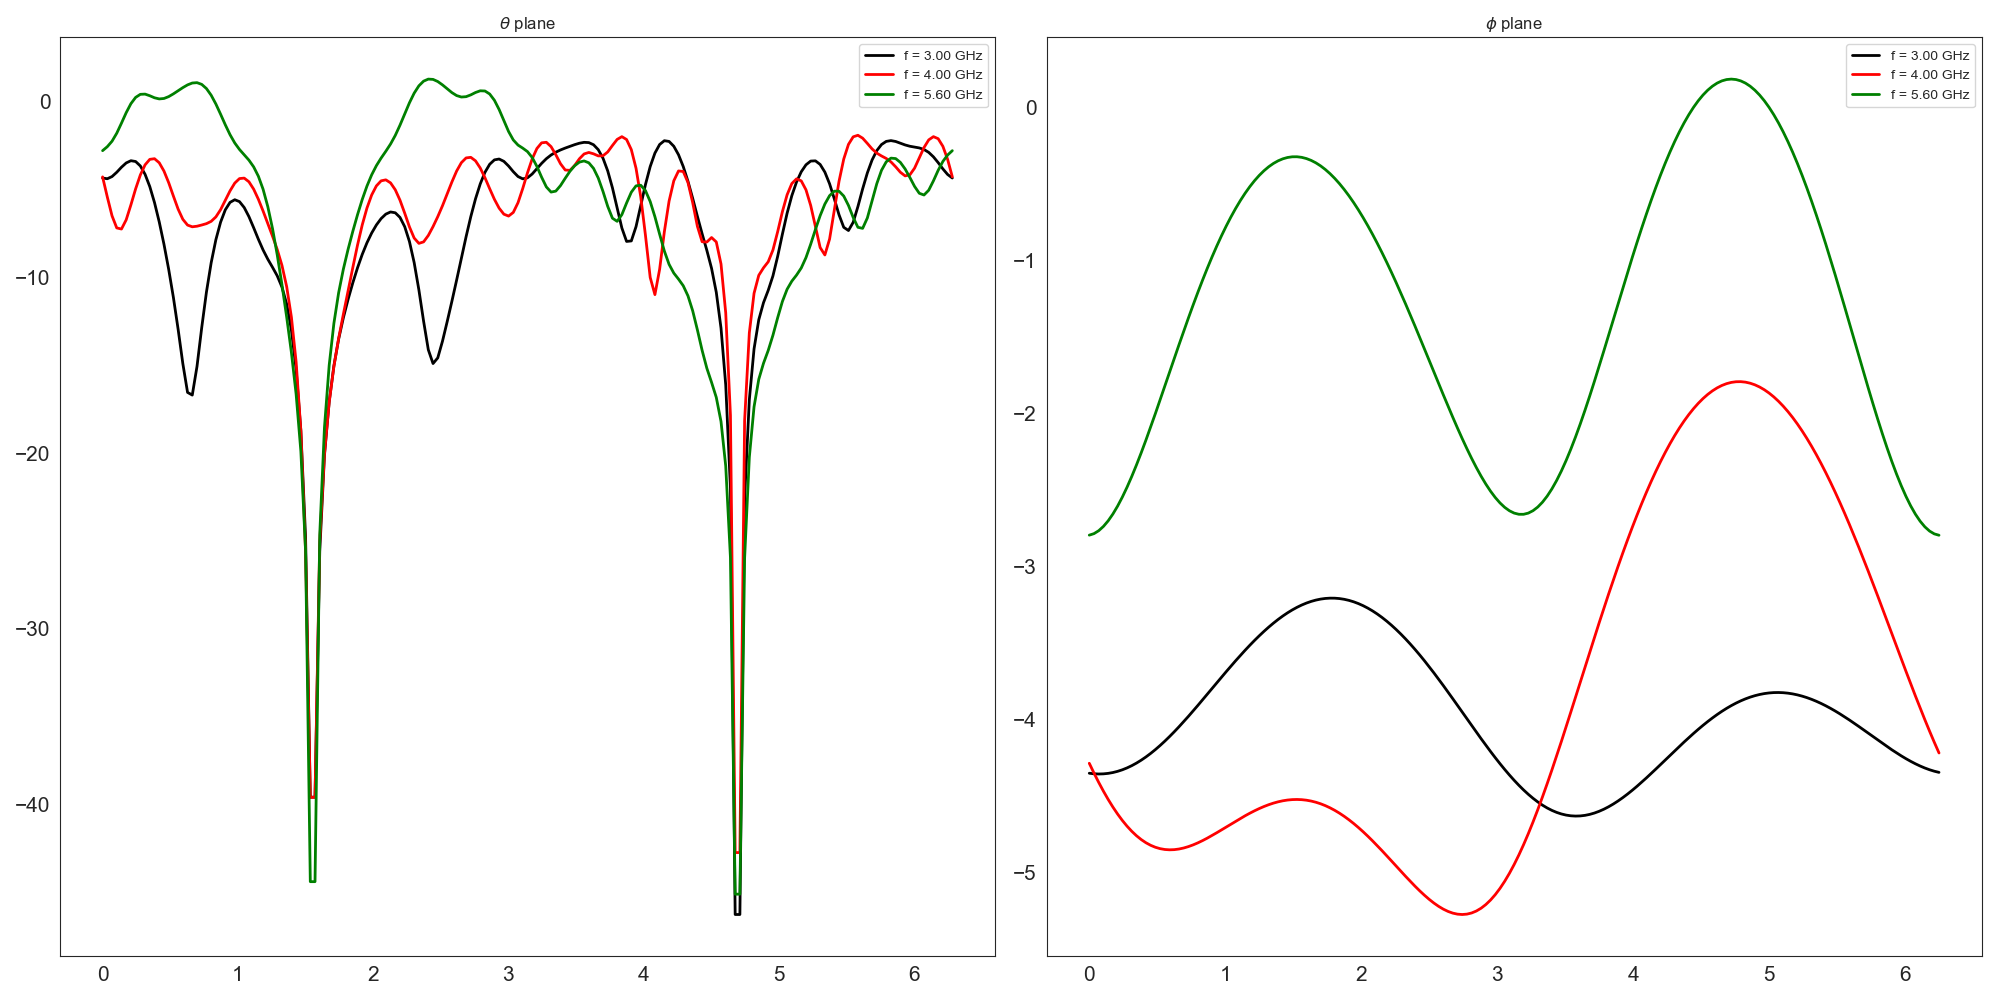 θ plane
f = 3.00 GHz
f = 4.00 GHz
f = 5.60 GHz
0
−10
−20
−30
−40
0 1 2 3 4 5 6
ϕ plane
f = 3.00 GHz
f = 4.00 GHz
f = 5.60 GHz
0
−1
−2
−3
−4
−5
0 1 2 3 4 5 6